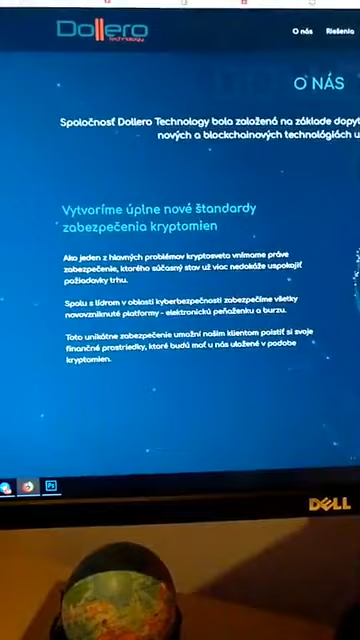 Dollero
Technology
O nás
Riešenia
O NÁS
Spoločnosť Dollero Technology bola založená na základe dopyt
nových a blockchainových technológiách u
Vytvoríme úplne nové štandardy
zabezpečenia kryptomien
Ako jeden z hlavných problémov kryptosveta vnímame práve
zabezpečenie, ktorého súčasný stav už viac nedokáže uspokojiť
požiadavky trhu.
Spolu s lídrom v oblasti kyberbezpečnosti zabezpečíme všetky
novovzniknuté platformy - elektronickú peňaženku a burzu.
Toto unikátne zabezpečenie umožní našim klientom poistiť si svoje
finančné prostriedky, ktoré budú mať u nás uložené v podobe
kryptomien.
Ps
DELL